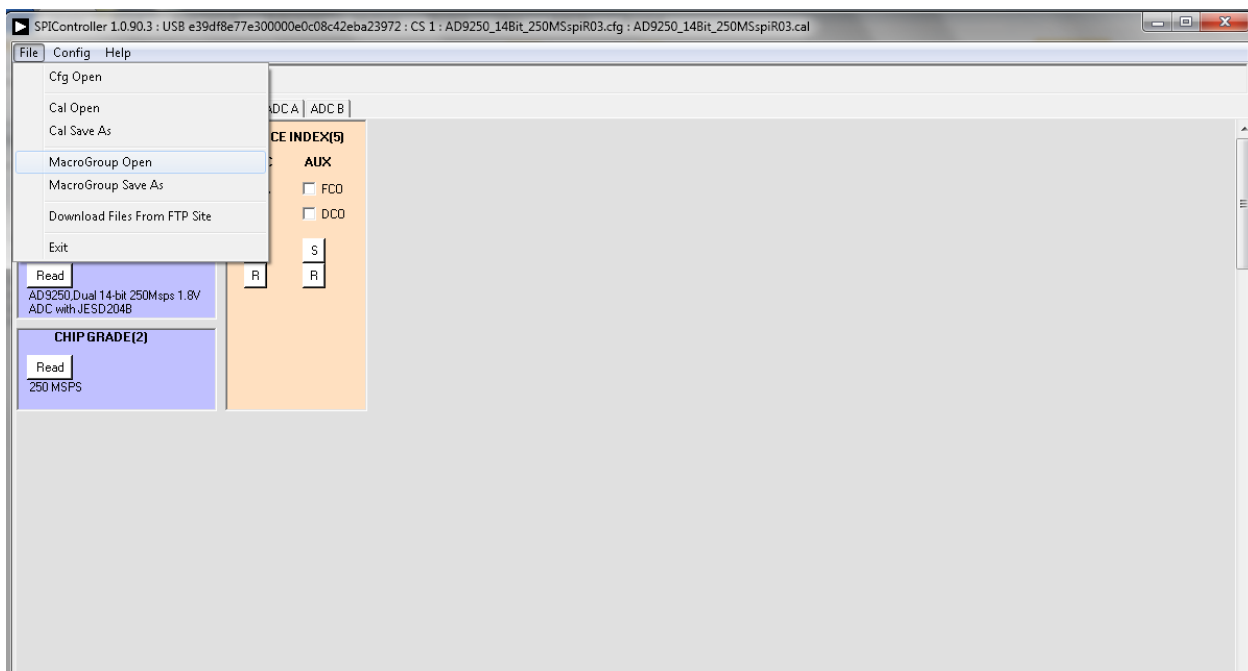 SPIController 1.0.90.3 : USB e39df8e77e300000e0c08c42eba23972 : CS 1 : AD9250_14Bit_250MSspiR03.cfg : AD9250_14Bit_250MSspiR03.cal
File Config Help
Cfg Open
Cal Open
Cal Save As
MacroGroup Open
MacroGroup Save As
Download Files From FTP Site
Exit
ADC A ADC B
CE INDEX(5)
AUX
FCO
DCO
S
R R
Read
AD9250,Dual 14-bit 250Msps 1.8V
ADC with JESD204B
CHIP GRADE(2)
Read
250 MSPS